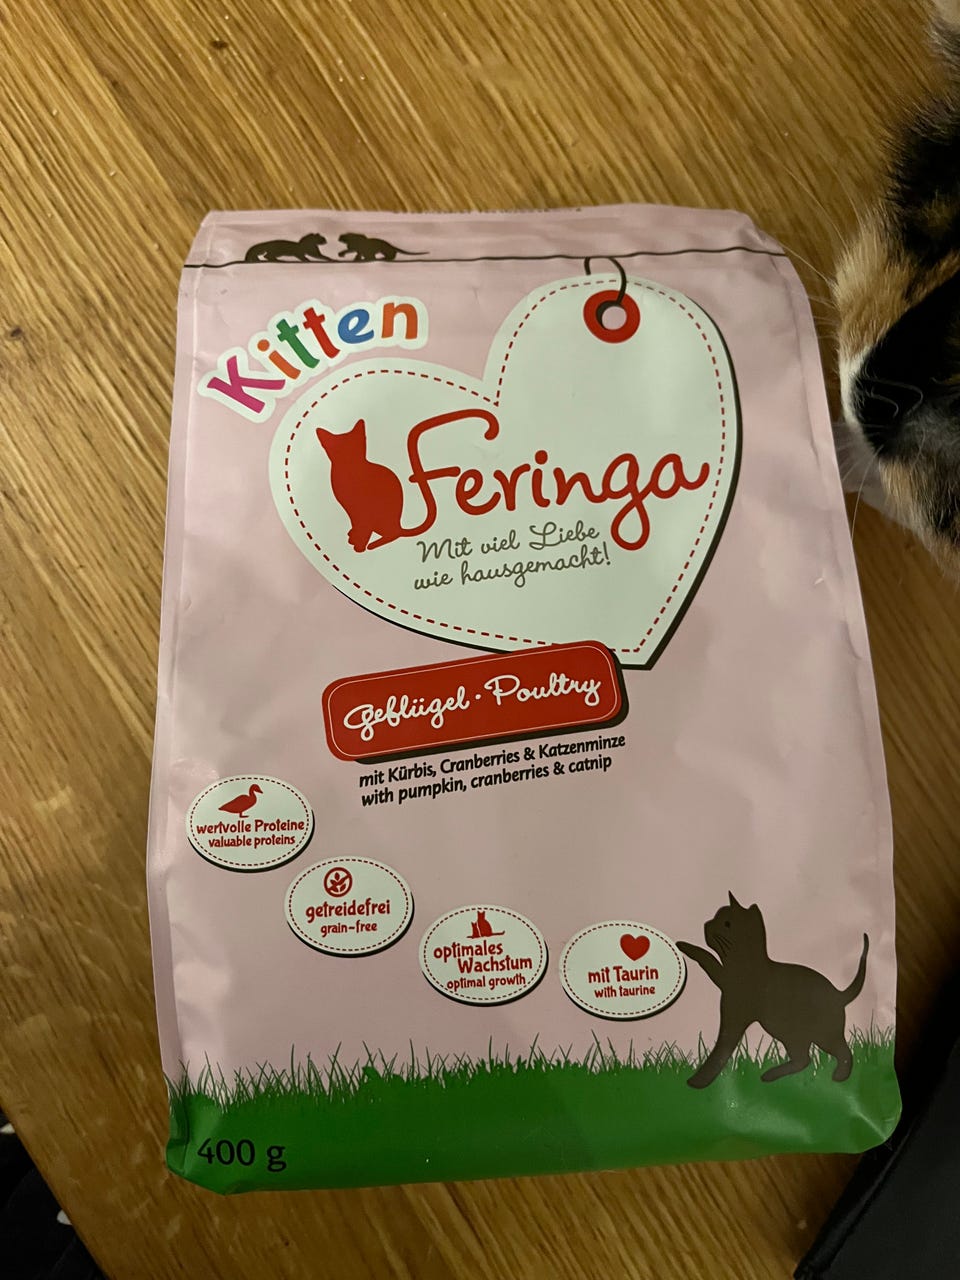 Kitten
Feringa
Mit viel Liebe
wie hausgemacht!
Geflügel · Poultry
mit Kürbis, Cranberries & Katzenminze
with pumpkin, cranberries & catnip
wertvolle Proteine
valuable proteins
getreidefrei
grain-free
optimales
Wachstum
optimal growth
mit Taurin
with taurine
400 g